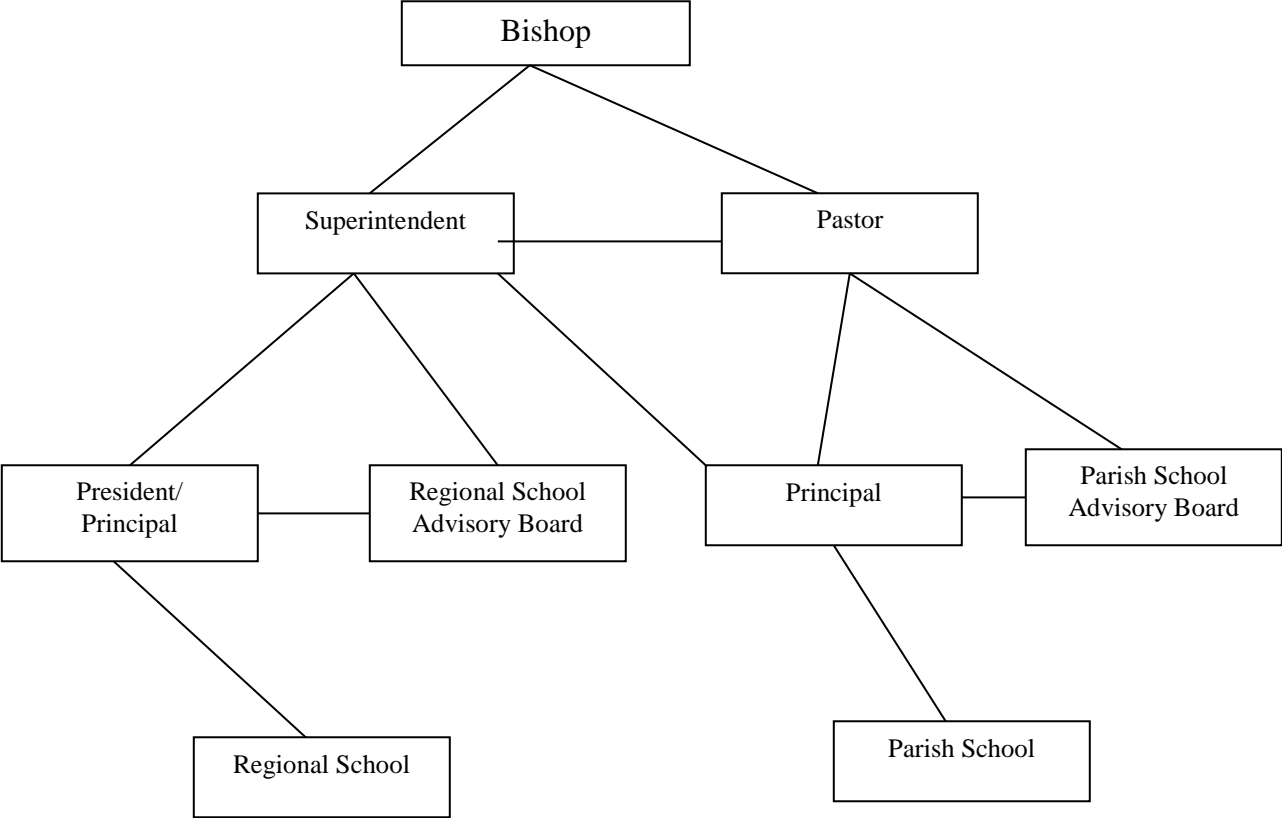 Bishop
Superintendent
Pastor
President/
Principal
Regional School
Advisory Board
Principal
Parish School
Advisory Board
Regional School
Parish School